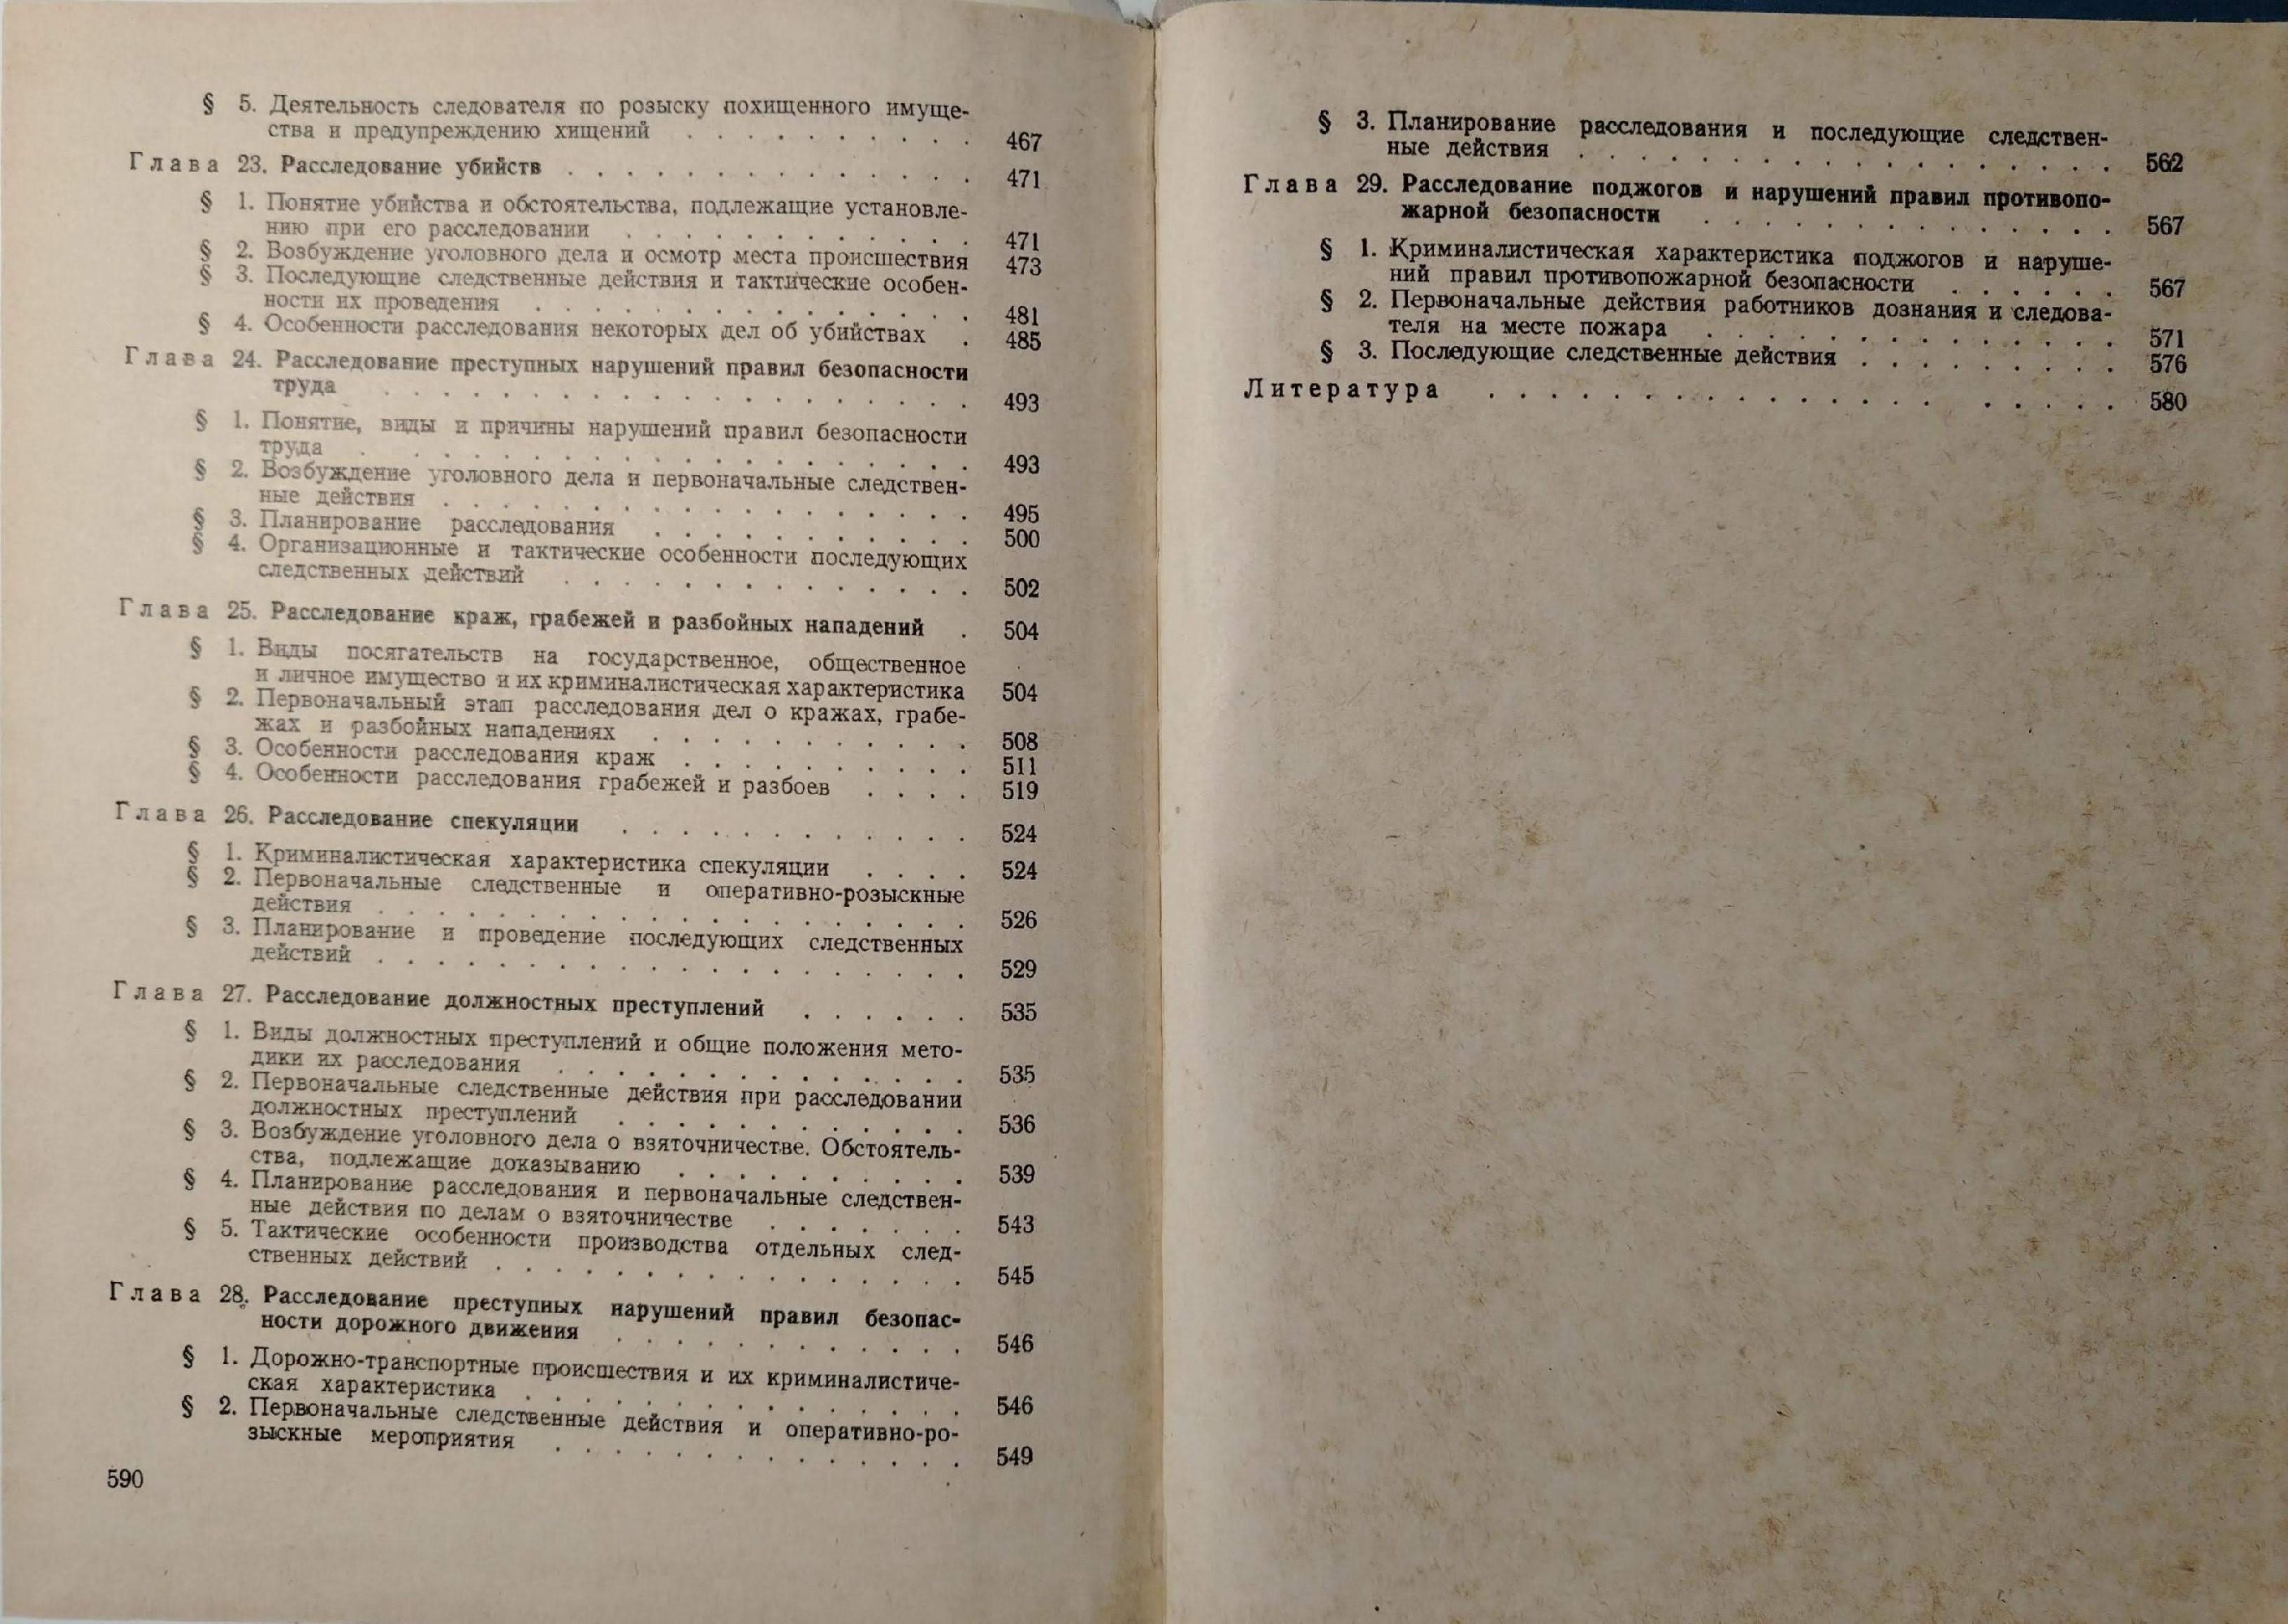 § 5. Деятельность следователя по розыску похищенного имуще-
ства и предупреждению хищений . . . . . . . . . . 467
Глава 23. Расследование убийств . . . . . . . . . . . . . . 471
§ 1. Понятие убийства и обстоятельства, подлежащие установле-
нию при его расследовании . . . . . . . . . . . . 471
§ 2. Возбуждение уголовного дела и осмотр места происшествия 473
§ 3. Последующие следственные действия и тактические особен-
ности их проведения . . . . . . . . . . . . . . . 481
§ 4. Особенности расследования некоторых дел об убийствах . 485
Глава 24. Расследование преступных нарушений правил безопасности
труда . . . . . . . . . . . . . . . . . . . . 493
§ 1. Понятие, виды и причины нарушений правил безопасности
труда . . . . . . . . . . . . . . . . . . . . 493
§ 2. Возбуждение уголовного дела и первоначальные следствен-
ные действия . . . . . . . . . . . . . . . . . . 495
§ 3. Планирование расследования . . . . . . . . . . . 500
§ 4. Организационные и тактические особенности последующих
следственных действий . . . . . . . . . . . . . . 502
Глава 25. Расследование краж, грабежей и разбойных нападений . 504
§ 1. Виды посягательств на государственное, общественное
и личное имущество и их криминалистическая характеристика 504
§ 2. Первоначальный этап расследования дел о кражах, грабе-
жах и разбойных нападениях . . . . . . . . . . . 508
§ 3. Особенности расследования краж . . . . . . . . . . 511
§ 4. Особенности расследования грабежей и разбоев . . . . 519
Глава 26. Расследование спекуляции . . . . . . . . . . . . 524
§ 1. Криминалистическая характеристика спекуляции . . . . 524
§ 2. Первоначальные следственные и оперативно-розыскные
действия . . . . . . . . . . . . . . . . . . . . 526
§ 3. Планирование и проведение последующих следственных
действий . . . . . . . . . . . . . . . . . . . . 529
Глава 27. Расследование должностных преступлений . . . . . . 535
§ 1. Виды должностных преступлений и общие положения мето-
дики их расследования . . . . . . . . . . . . . . 535
§ 2. Первоначальные следственные действия при расследовании
должностных преступлений . . . . . . . . . . . . 536
§ 3. Возбуждение уголовного дела о взяточничестве. Обстоятель-
ства, подлежащие доказыванию . . . . . . . . . . 539
§ 4. Планирование расследования и первоначальные следствен-
ные действия по делам о взяточничестве . . . . . . . 543
§ 5. Тактические особенности производства отдельных след-
ственных действий . . . . . . . . . . . . . . . . 545
Глава 28. Расследование преступных нарушений правил безопас-
ности дорожного движения . . . . . . . . . . . . 546
§ 1. Дорожно-транспортные происшествия и их криминалистиче-
ская характеристика . . . . . . . . . . . . . . . 546
§ 2. Первоначальные следственные действия и оперативно-ро-
зыскные мероприятия . . . . . . . . . . . . . . 549
590
§ 3. Планирование расследования и последующие следствен-
ные действия . . . . . . . . . . . . . . . . . . 562
Глава 29. Расследование поджогов и нарушений правил противопо-
жарной безопасности . . . . . . . . . . . . . . 567
§ 1. Криминалистическая характеристика поджогов и наруше-
ний правил противопожарной безопасности . . . . . . 567
§ 2. Первоначальные действия работников дознания и следова-
теля на месте пожара . . . . . . . . . . . . . . 571
§ 3. Последующие следственные действия . . . . . . . . . 576
Литература . . . . . . . . . . . . . . . . . . . 580